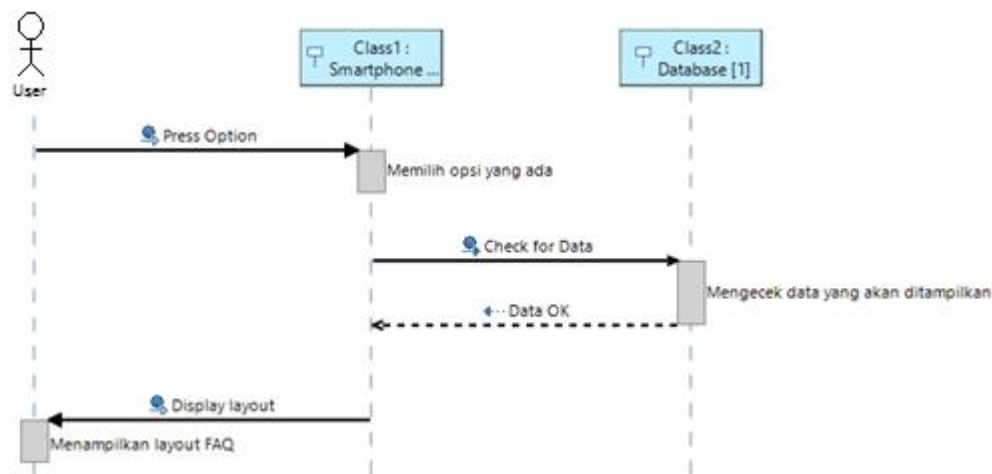 Class1 :
Smartphone ...
Class2 :
Database [1]
User
Press Option
Memilih opsi yang ada
Check for Data
Mengecek data yang akan ditampilkan
Data OK
Display layout
Menampilkan layout FAQ